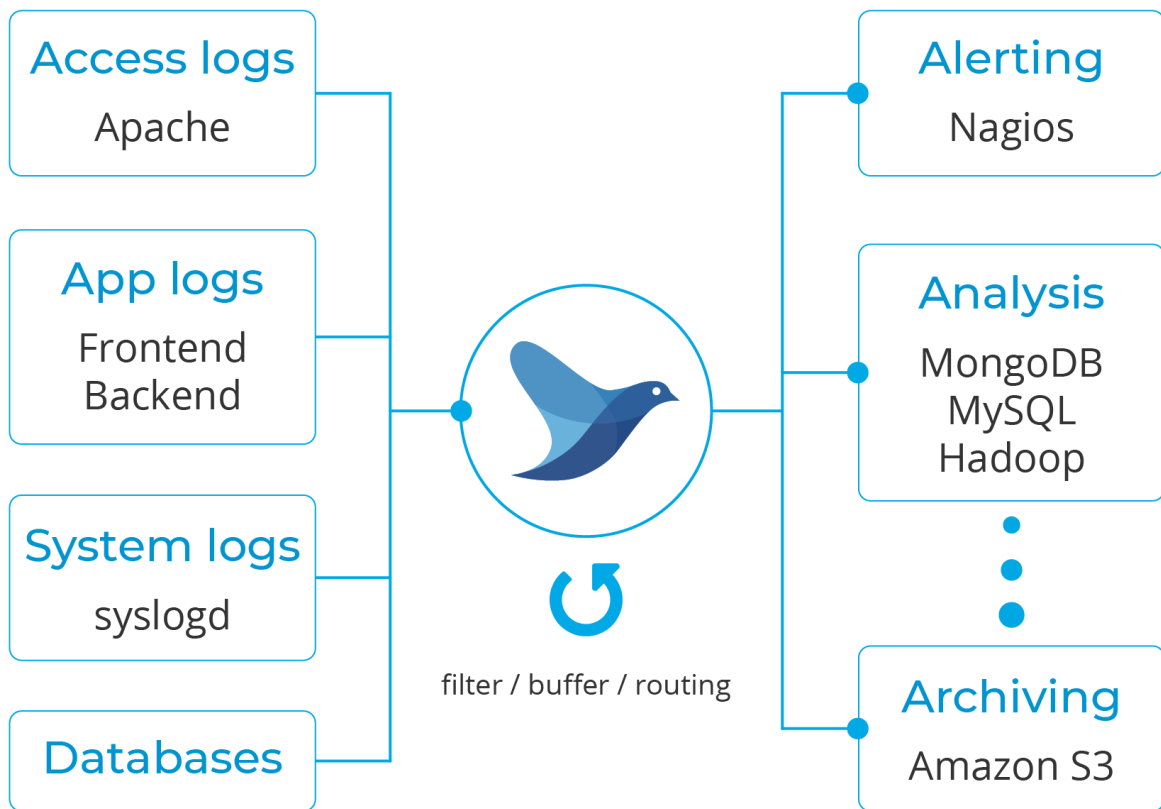 Access logs
Apache
App logs
Frontend
Backend
System logs
syslogd
Databases
filter / buffer / routing
Alerting
Nagios
Analysis
MongoDB
MySQL
Hadoop
Archiving
Amazon S3